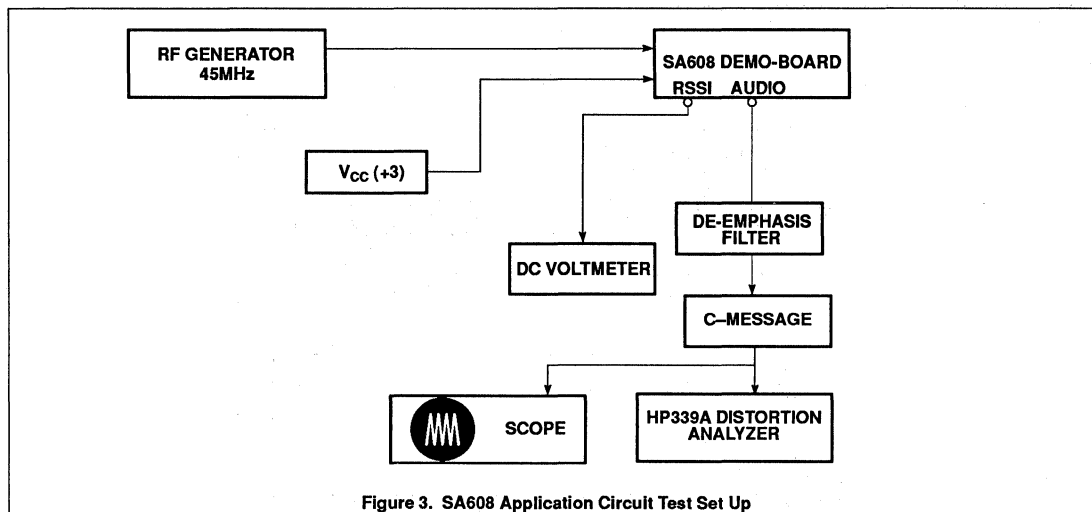 RF GENERATOR
45MHz
SA608 DEMO-BOARD
RSSI AUDIO
VCC (+3)
DE-EMPHASIS
FILTER
DC VOLTMETER
C–MESSAGE
SCOPE
HP339A DISTORTION
ANALYZER
Figure 3. SA608 Application Circuit Test Set Up